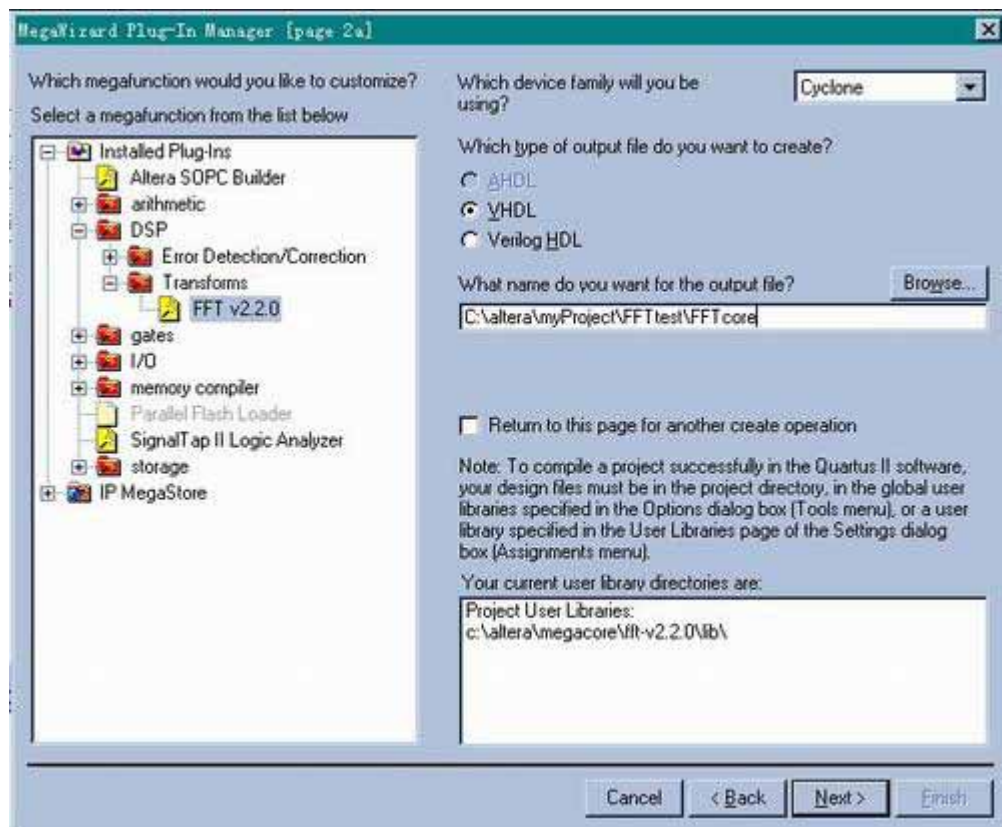 MegaWizard Plug-In Manager [page 2a]
Which megafunction would you like to customize?
Select a megafunction from the list below
Installed Plug-Ins
Altera SOPC Builder
arithmetic
DSP
Error Detection/Correction
Transforms
FFT v2.2.0
gates
I/O
memory compiler
Parallel Flash Loader
SignalTap II Logic Analyzer
storage
IP MegaStore
Which device family will you be
using?
Cyclone
Which type of output file do you want to create?
AHDL
VHDL
Verilog HDL
What name do you want for the output file?
Browse...
C:\altera\myProject\FFTtest\FFTcore
Return to this page for another create operation
Note: To compile a project successfully in the Quartus II software,
your design files must be in the project directory, in the global user
libraries specified in the Options dialog box (Tools menu), or a user
library specified in the User Libraries page of the Settings dialog
box (Assignments menu).
Your current user library directories are:
Project User Libraries:
c:\altera\megacore\fft-v2.2.0\lib\
Cancel
< Back
Next >
Finish